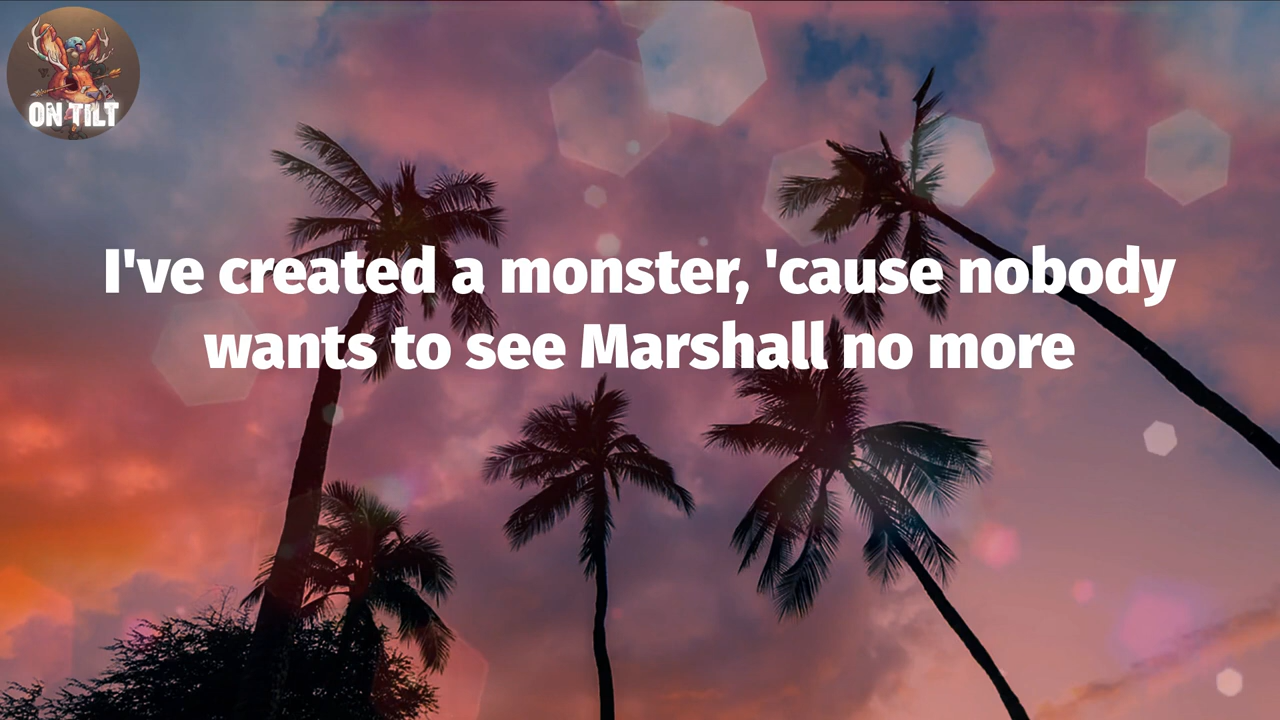 ON TILT
I've created a monster, 'cause nobody
wants to see Marshall no more